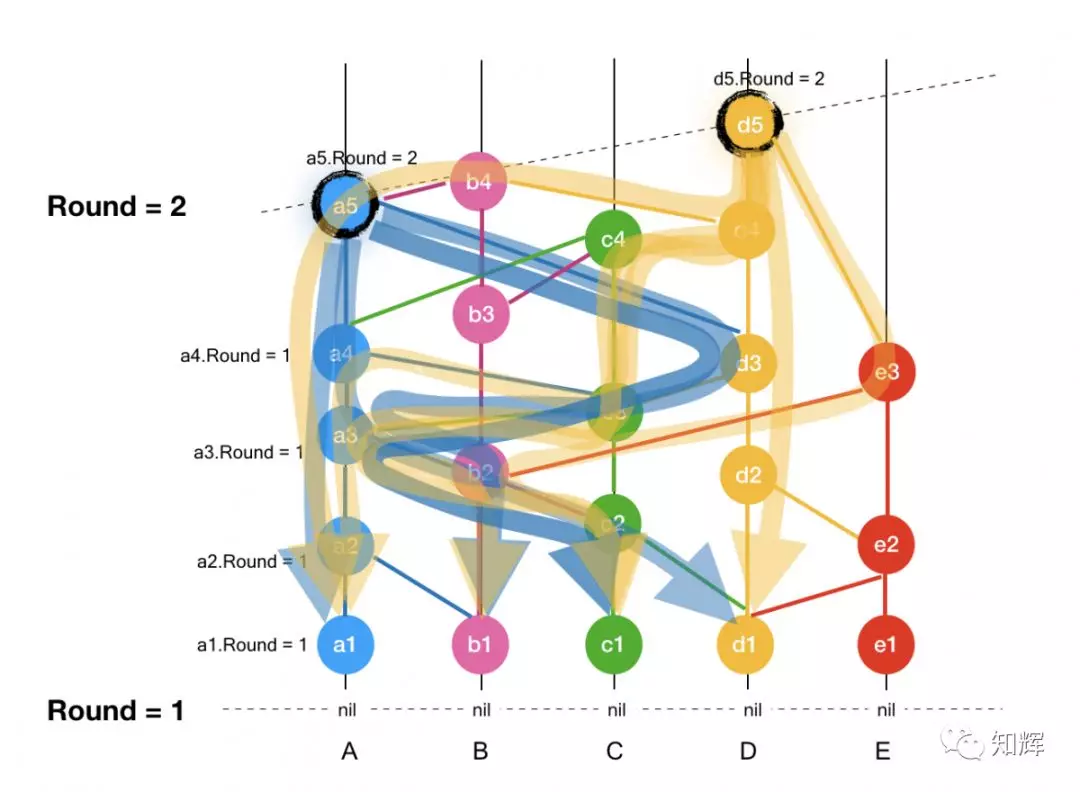 d5.Round = 2
d5
a5.Round = 2
b4
Round = 2
a5
d4
c4
b3
a4.Round = 1
a4
d3
e3
c3
a3
a3.Round = 1
b2
d2
c2
a2
e2
a2.Round = 1
a1.Round = 1
a1
b1
c1
d1
e1
Round = 1
nil nil nil nil nil
A B C D E
知辉